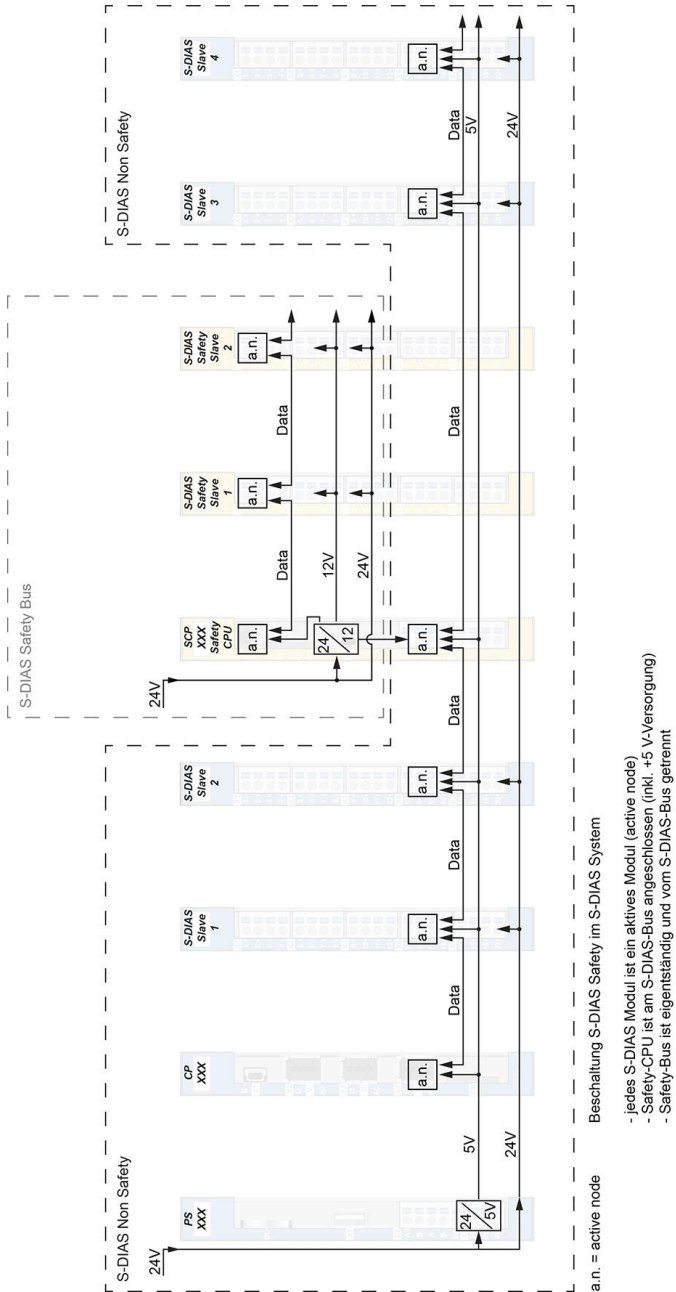 S-DIAS Safety Bus
S-DIAS Non Safety
S-DIAS Non Safety
24V
24V
PS
XXX
CP
XXX
S-DIAS
Slave
1
S-DIAS
Slave
2
SCP
XXX
Safety
CPU
S-DIAS
Safety
Slave
1
S-DIAS
Safety
Slave
2
S-DIAS
Slave
3
S-DIAS
Slave
4
a.n.
a.n.
a.n.
Data
Data
24
12
12V
24V
a.n.
a.n.
a.n.
a.n.
a.n.
a.n.
Data
Data
Data
Data
Data
24
5V
5V
5V
24V
24V
a.n. = active node
Beschaltung S-DIAS Safety im S-DIAS System
- jedes S-DIAS Modul ist ein aktives Modul (active node)
- Safety-CPU ist am S-DIAS-Bus angeschlossen (inkl. +5 V-Versorgung)
- Safety-Bus ist eigentständig und vom S-DIAS-Bus getrennt